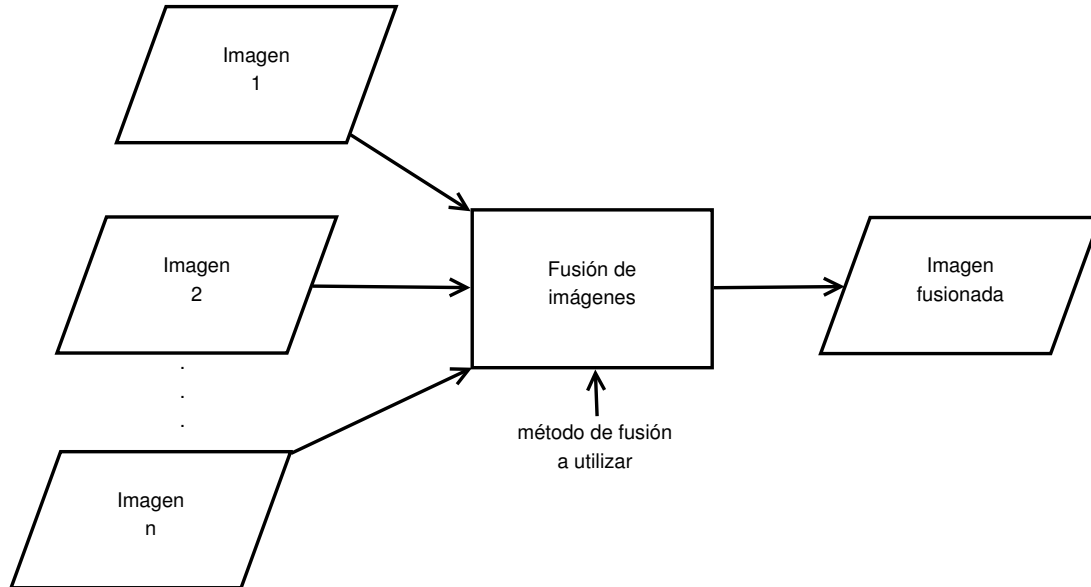 Imagen
1
Imagen
2
.
.
.
Imagen
n
Fusión de
imágenes
método de fusión
a utilizar
Imagen
fusionada